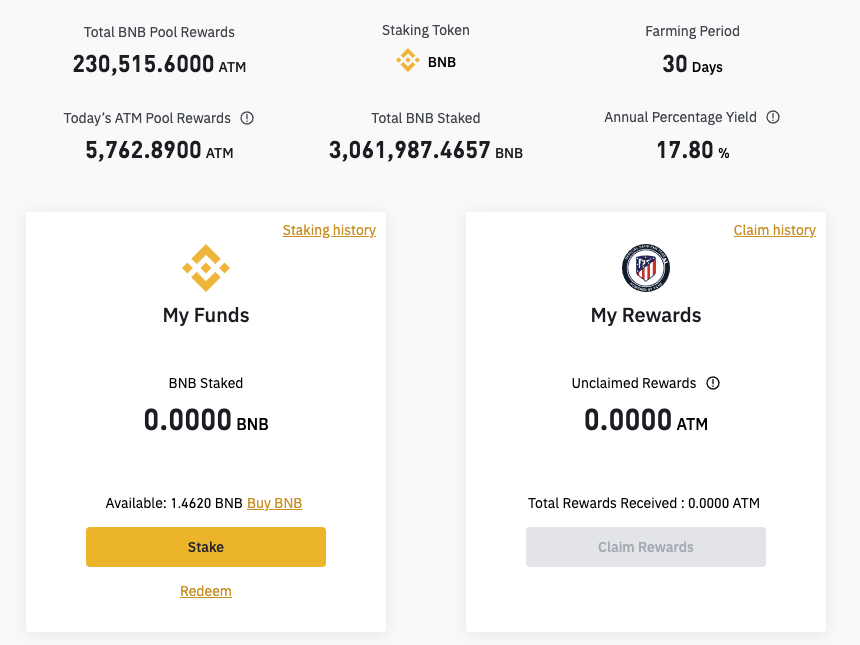 Total BNB Pool Rewards
230,515.6000 ATM
Staking Token
BNB
Farming Period
30 Days
Today's ATM Pool Rewards
5,762.8900 ATM
Total BNB Staked
3,061,987.4657 BNB
Annual Percentage Yield
17.80 %
Staking history
My Funds
BNB Staked
0.0000 BNB
Available: 1.4620 BNB Buy BNB
Stake
Redeem
Claim history
My Rewards
Unclaimed Rewards
0.0000 ATM
Total Rewards Received : 0.0000 ATM
Claim Rewards